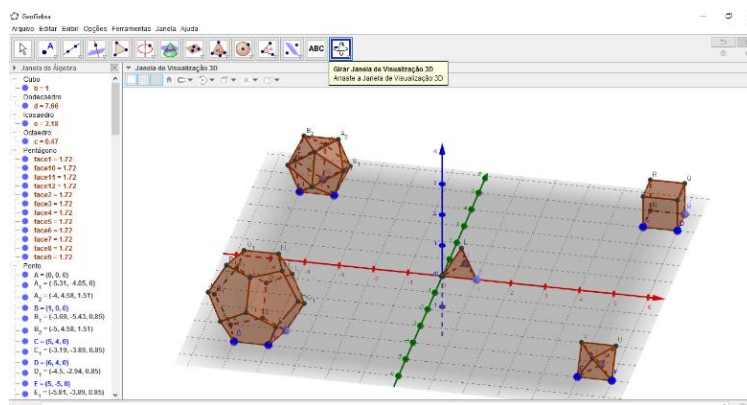 GeoGebra
Arquivo Editar Exibir Opções Ferramentas Janela Ajuda
ABC
Girar Janela de Visualização 3D
Arraste a Janela de Visualização 3D
Janela de Álgebra
Janela de Visualização 3D
Cubo
b = 1
Dodecaedro
d = 7.66
Icosaedro
e = 2.18
Octaedro
c = 0.47
Pentágono
face1 = 1.72
face10 = 1.72
face11 = 1.72
face12 = 1.72
face2 = 1.72
face3 = 1.72
face4 = 1.72
face5 = 1.72
face6 = 1.72
face7 = 1.72
face8 = 1.72
face9 = 1.72
Ponto
A = (0, 0, 0)
A₁ = (-5.31, -4.05, 0)
A₂ = (-4, 4.58, 1.51)
B = (1, 0, 0)
B₁ = (-3.69, -5.43, 0.85)
B₂ = (-5, 4.58, 1.51)
C = (5, 4, 0)
C₁ = (-3.19, -3.89, 0.85)
D = (6, 4, 0)
D₁ = (-4.5, -2.94, 0.85)
E = (5, -5, 0)
E₁ = (-5.81, -3.89, 0.85)